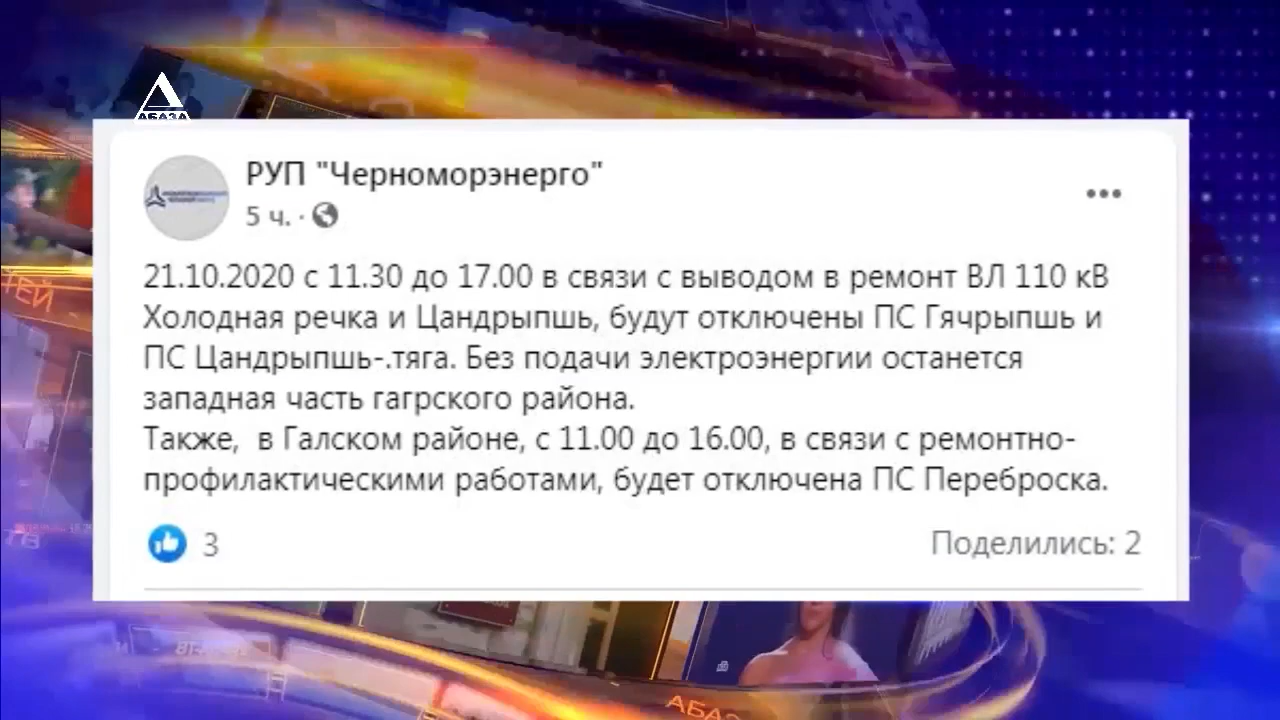 АБАЗА
РУП "Черноморэнерго"
5 ч. ·
21.10.2020 с 11.30 до 17.00 в связи с выводом в ремонт ВЛ 110 кВ
Холодная речка и Цандрыпшь, будут отключены ПС Гячрыпшь и
ПС Цандрыпшь-.тяга. Без подачи электроэнергии останется
западная часть гагрского района.
Также,  в Галском районе, с 11.00 до 16.00, в связи с ремонтно-
профилактическими работами, будет отключена ПС Переброска.
3
Поделились: 2